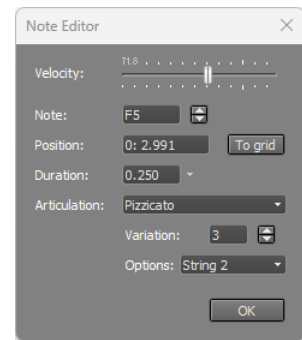 Note Editor
71.8
Velocity:
Note: F5
Position: 0: 2.991 To grid
Duration: 0.250
Articulation: Pizzicato
Variation: 3
Options: String 2
OK